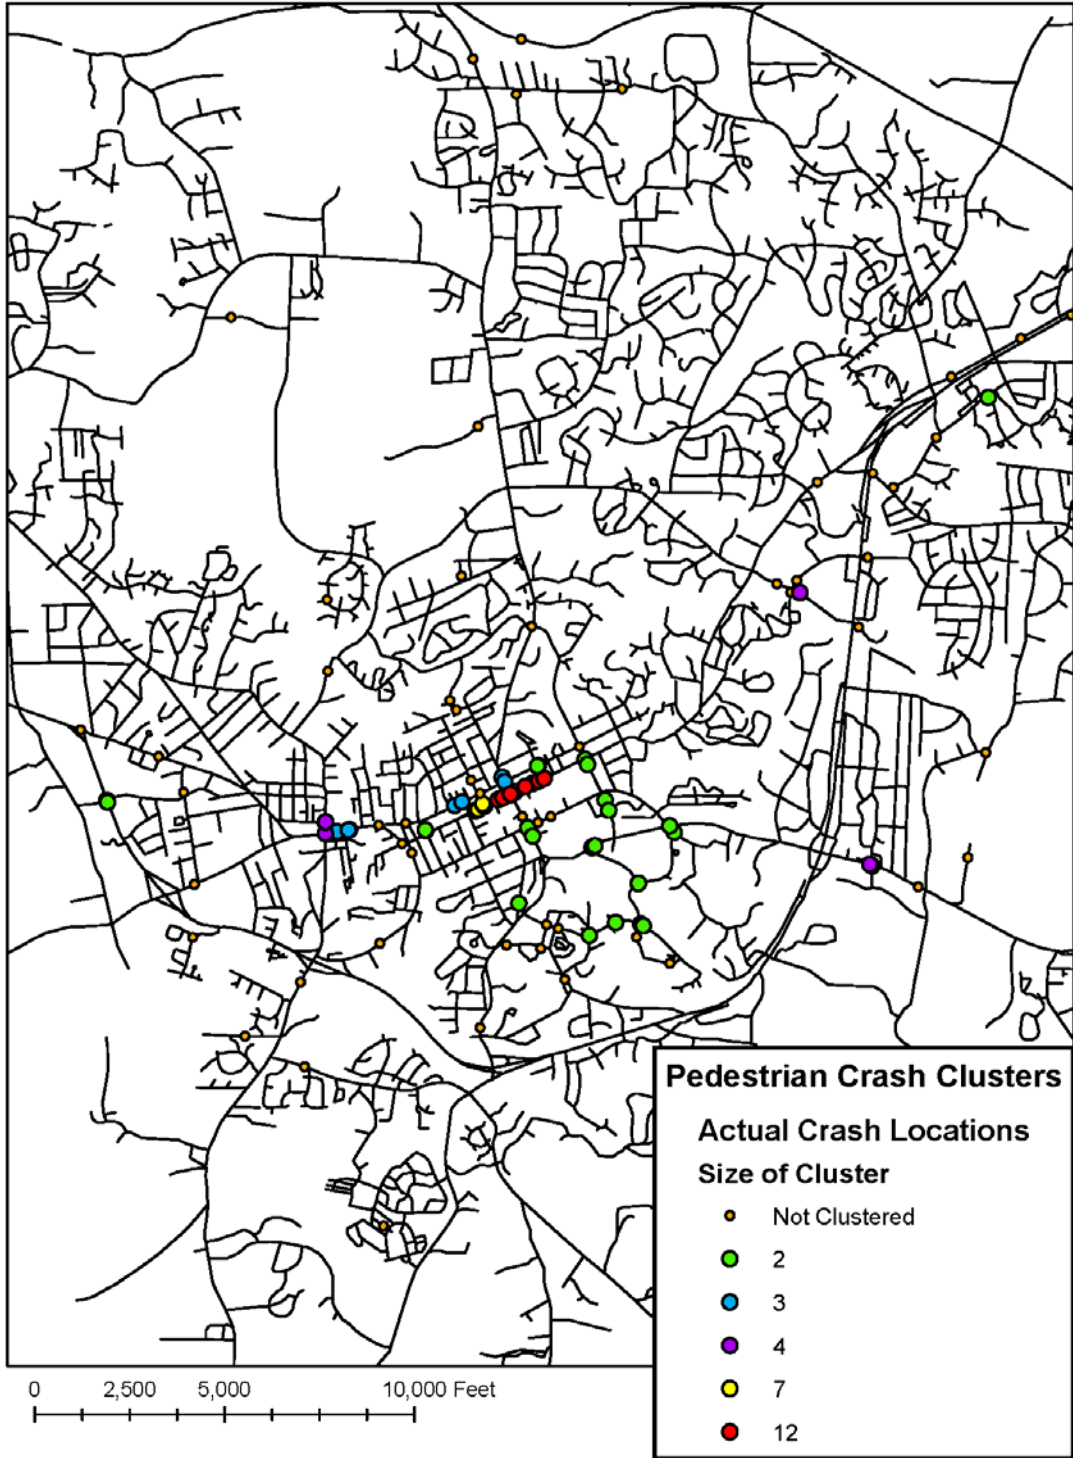 0 2,500 5,000 10,000 Feet
Pedestrian Crash Clusters
Actual Crash Locations
Size of Cluster
Not Clustered
2
3
4
7
12